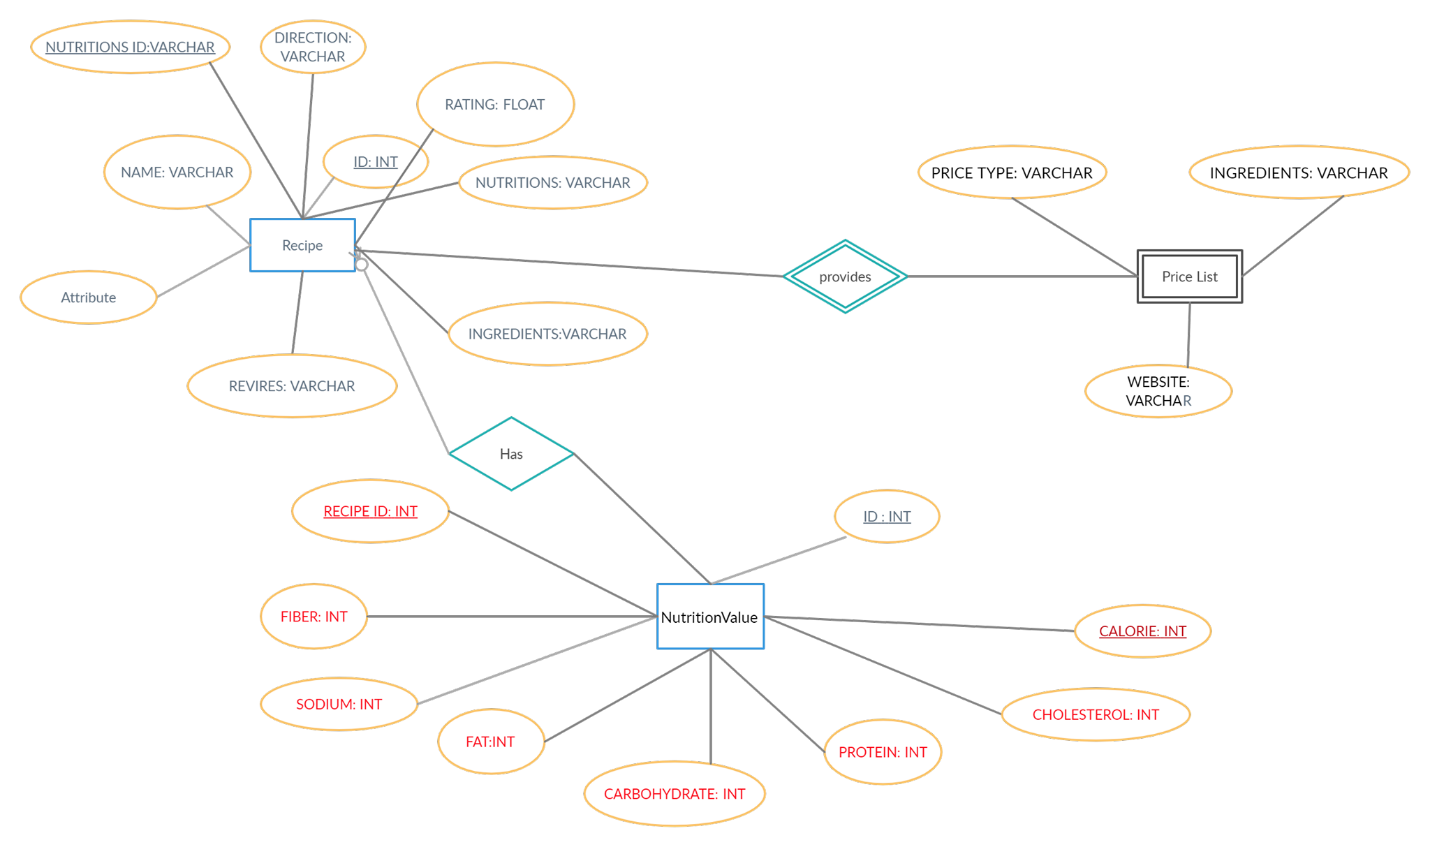 NUTRITIONS ID:VARCHAR
DIRECTION:
VARCHAR
RATING: FLOAT
NAME: VARCHAR
ID: INT
NUTRITIONS: VARCHAR
PRICE TYPE: VARCHAR
INGREDIENTS: VARCHAR
Recipe
provides
Price List
Attribute
INGREDIENTS:VARCHAR
REVIRES: VARCHAR
WEBSITE:
VARCHAR
Has
RECIPE ID: INT
ID : INT
FIBER: INT
NutritionValue
CALORIE: INT
SODIUM: INT
CHOLESTEROL: INT
FAT:INT
PROTEIN: INT
CARBOHYDRATE: INT